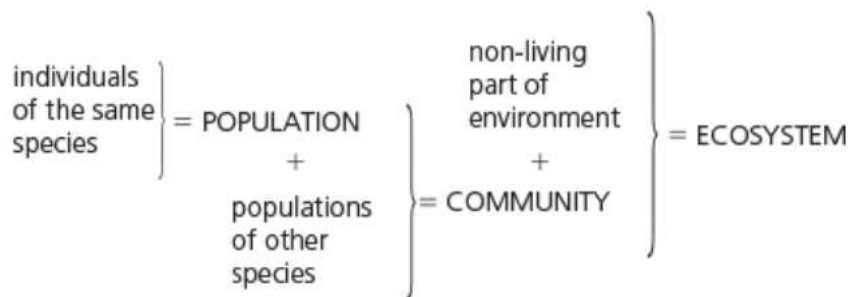 individuals
of the same
species
= POPULATION
+
populations
of other
species
= COMMUNITY
+
non-living
part of
environment
= ECOSYSTEM